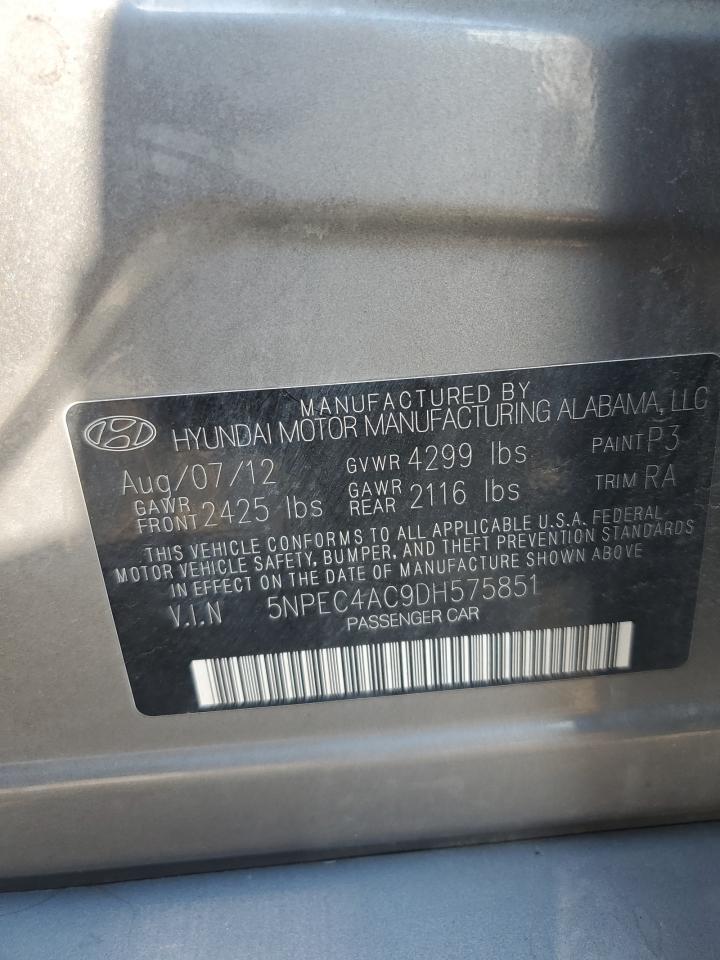 MANUFACTURED BY
HYUNDAI MOTOR MANUFACTURING ALABAMA, LLC
Aug/07/12 GVWR 4299 lbs PAINT P3
GAWR FRONT 2425 lbs GAWR REAR 2116 lbs TRIM RA
THIS VEHICLE CONFORMS TO ALL APPLICABLE U.S.A. FEDERAL
MOTOR VEHICLE SAFETY, BUMPER, AND THEFT PREVENTION STANDARDS
IN EFFECT ON THE DATE OF MANUFACTURE SHOWN ABOVE
V.I.N 5NPEC4AC9DH575851
PASSENGER CAR